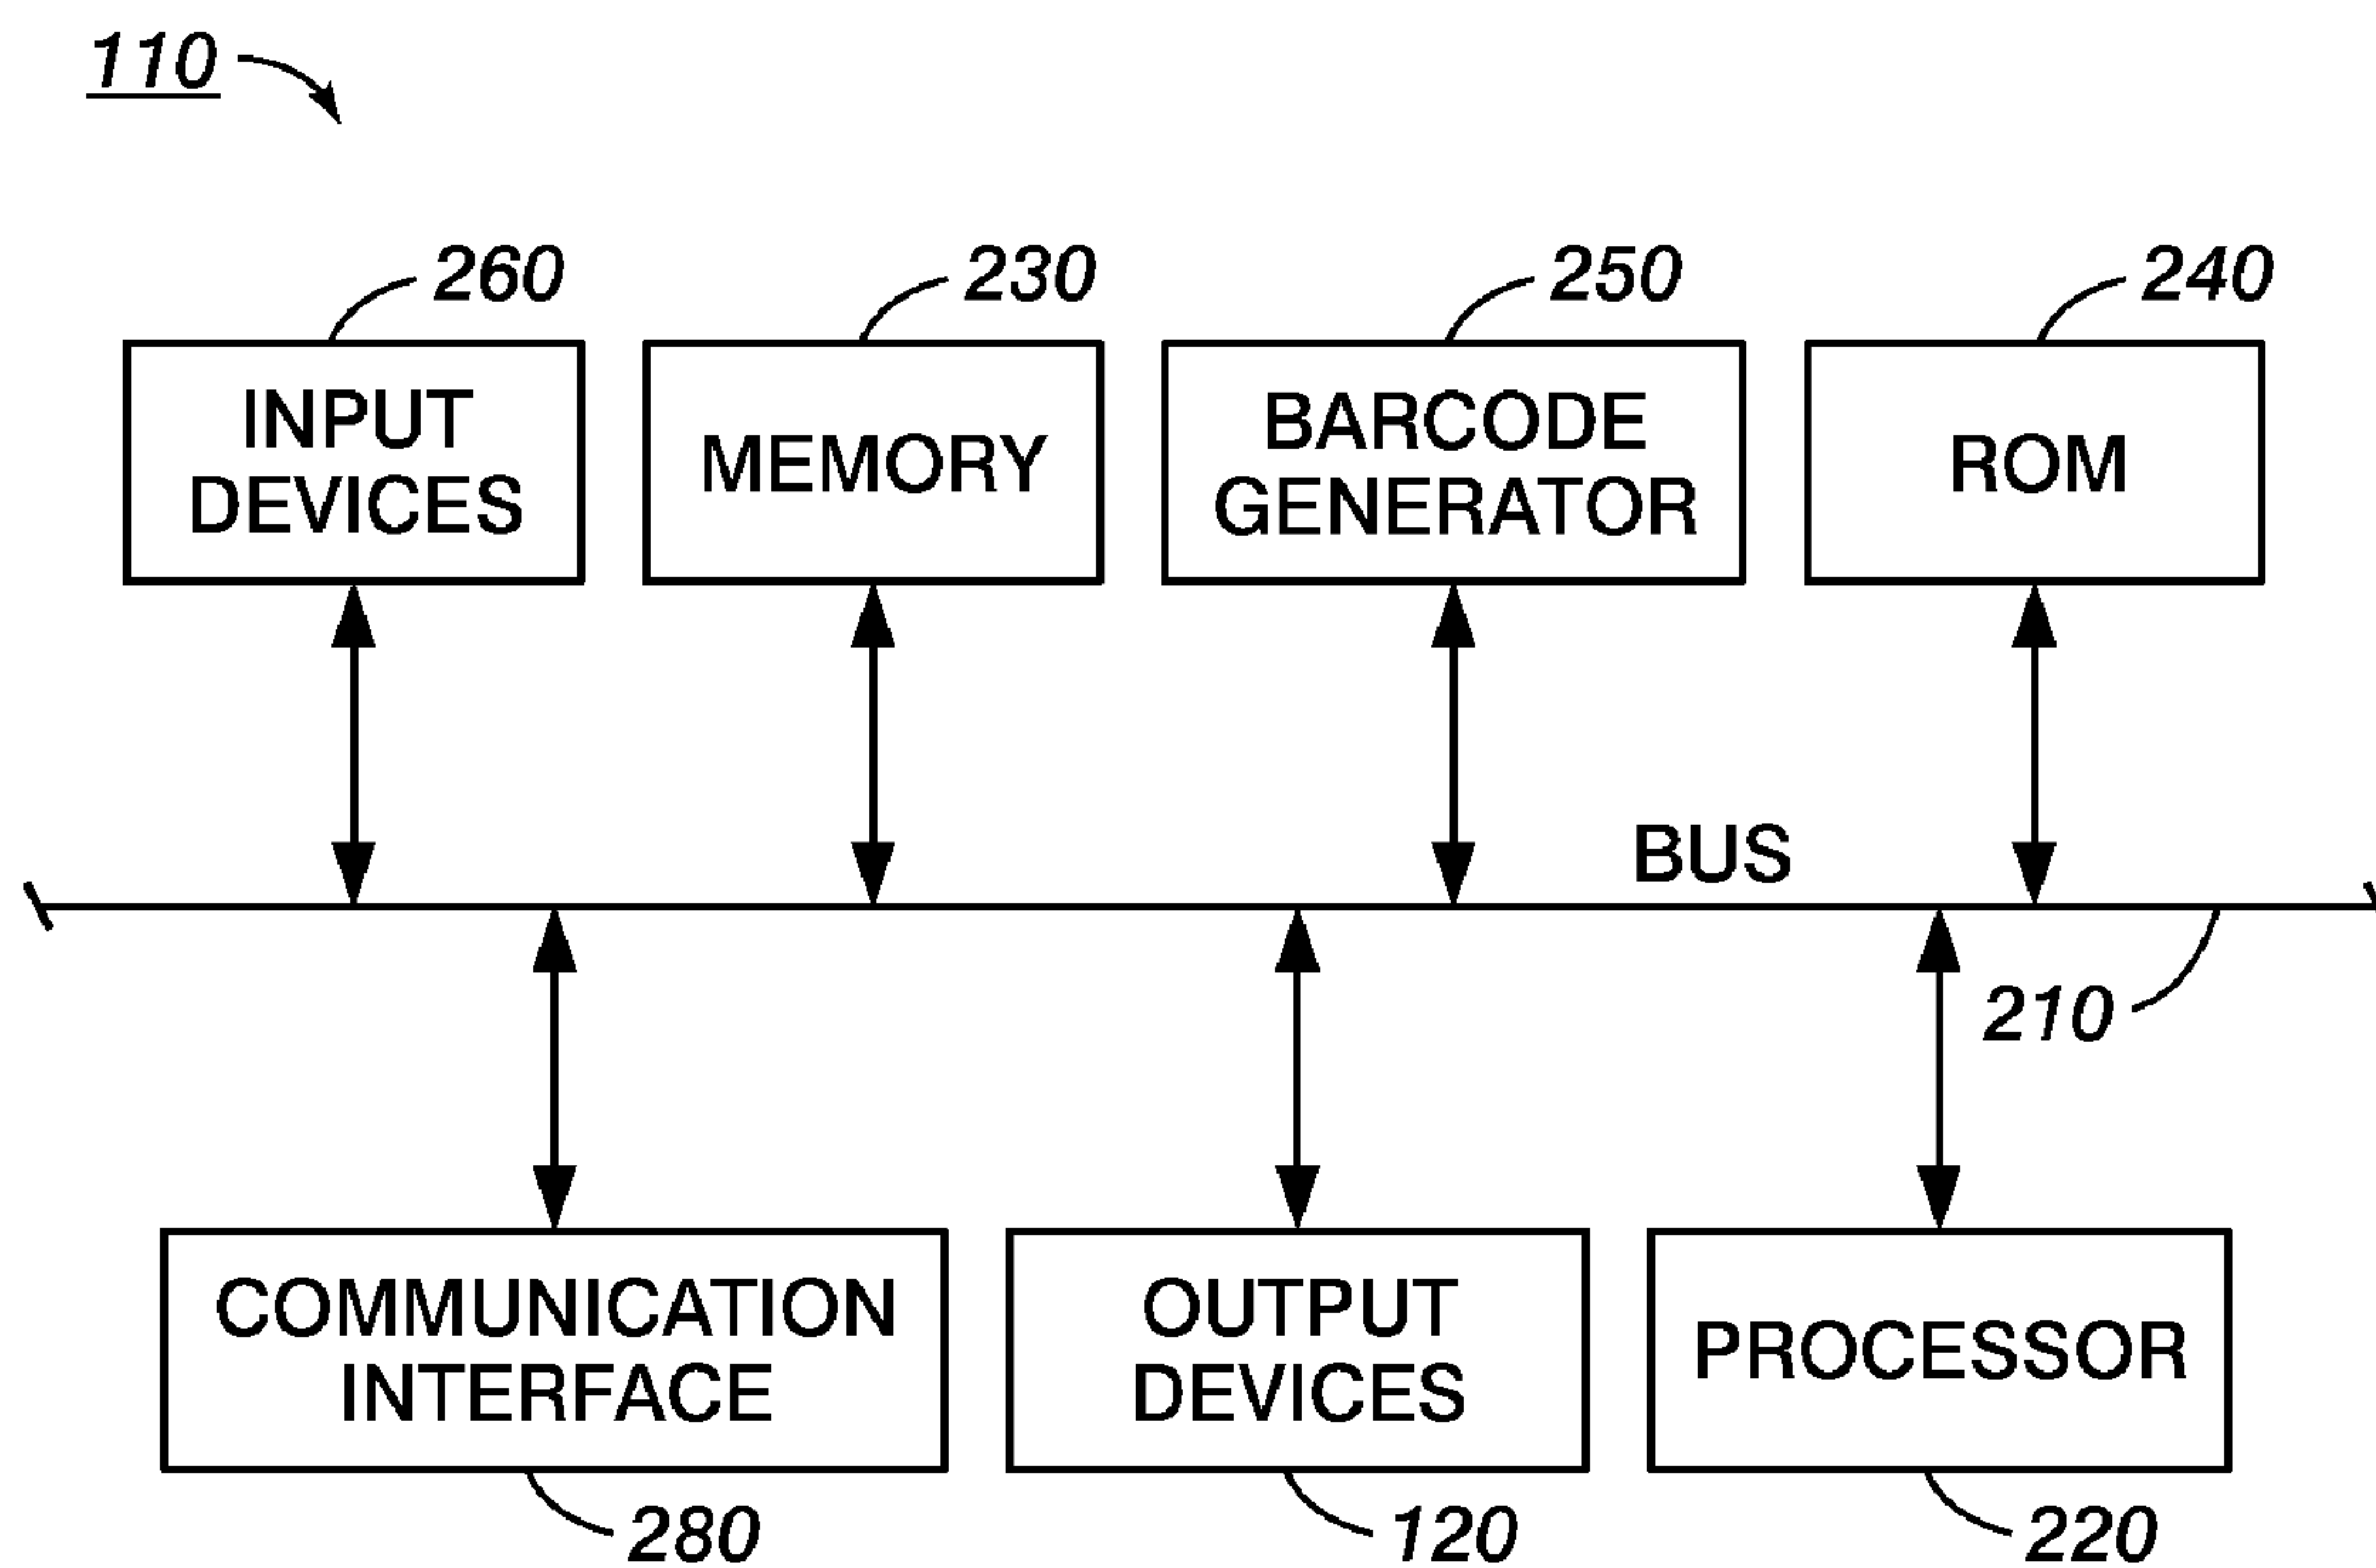 110
260
230
250
240
INPUT
DEVICES
MEMORY
BARCODE
GENERATOR
ROM
BUS
210
COMMUNICATION
INTERFACE
OUTPUT
DEVICES
PROCESSOR
280
120
220